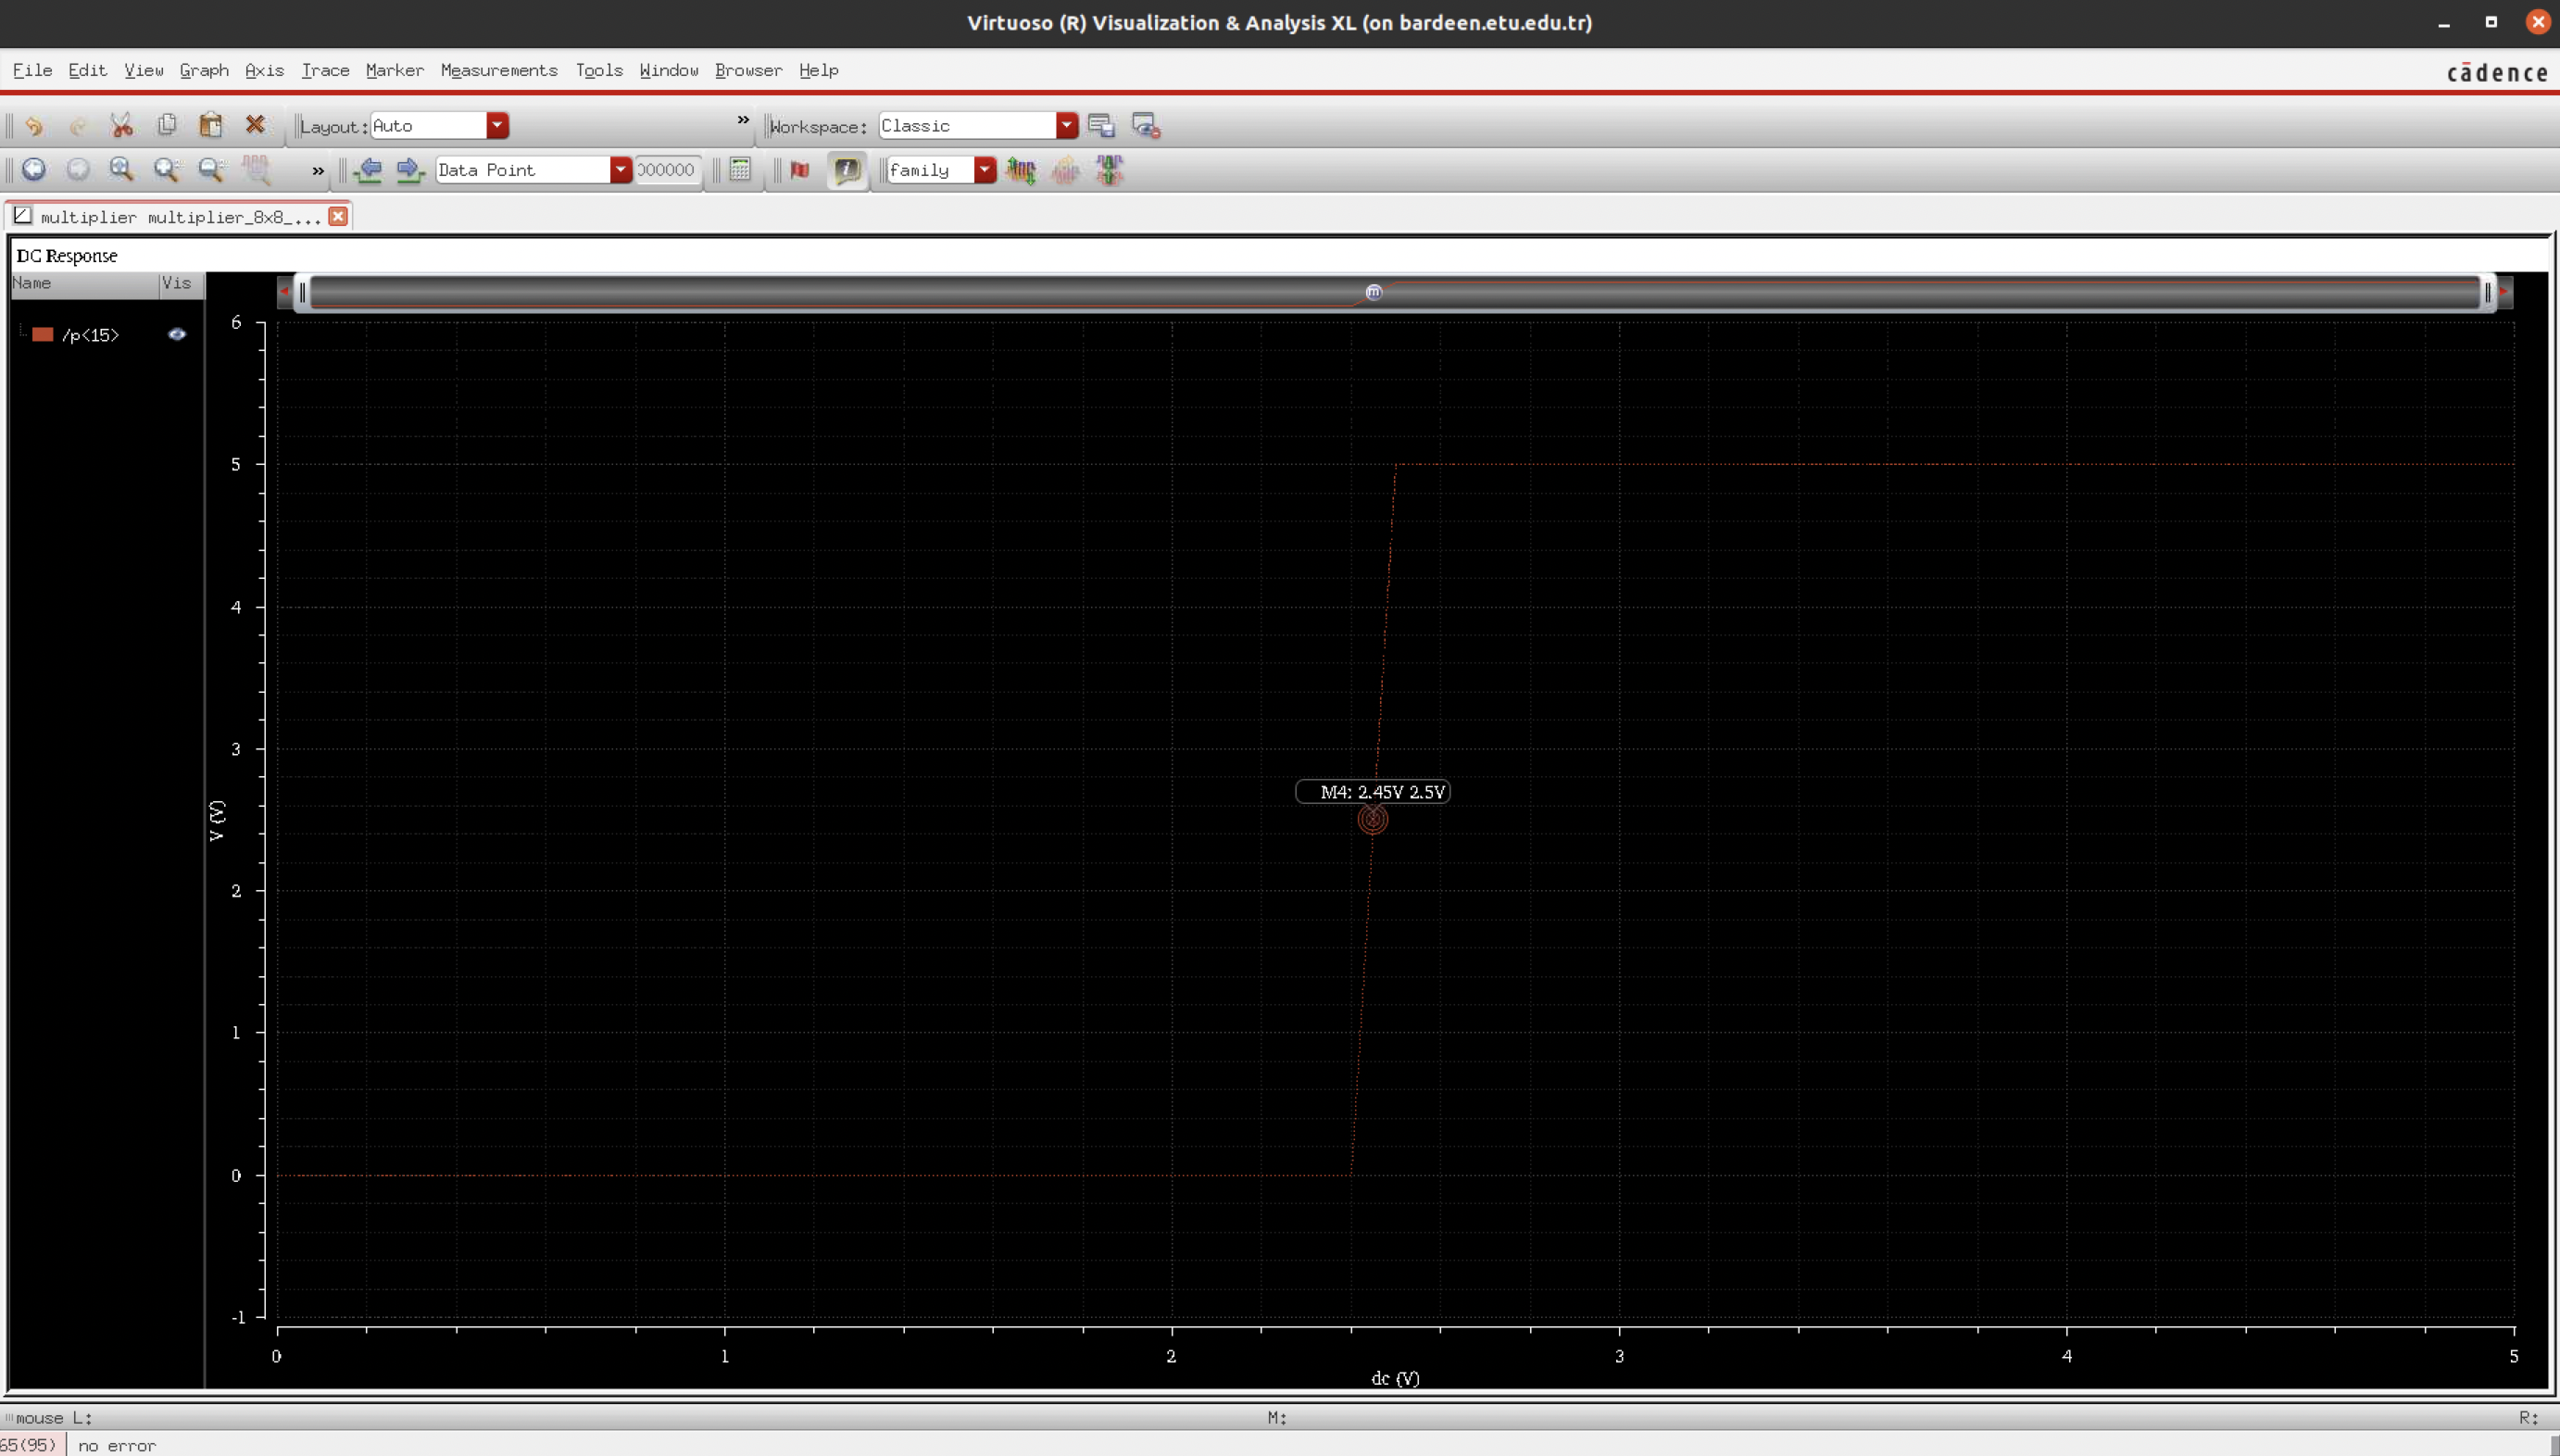 Virtuoso (R) Visualization & Analysis XL (on bardeen.etu.edu.tr)
File Edit View Graph Axis Trace Marker Measurements Tools Window Browser Help
cādence
Layout: Auto » Workspace: Classic
» Data Point 000000 family
multiplier multiplier_8x8_...
DC Response
Name Vis
/p<15>
6
5
4
3
2
1
0
-1
V (V)
M4: 2.45V 2.5V
0 1 2 3 4 5
dc (V)
mouse L: M: R:
65(95) no error